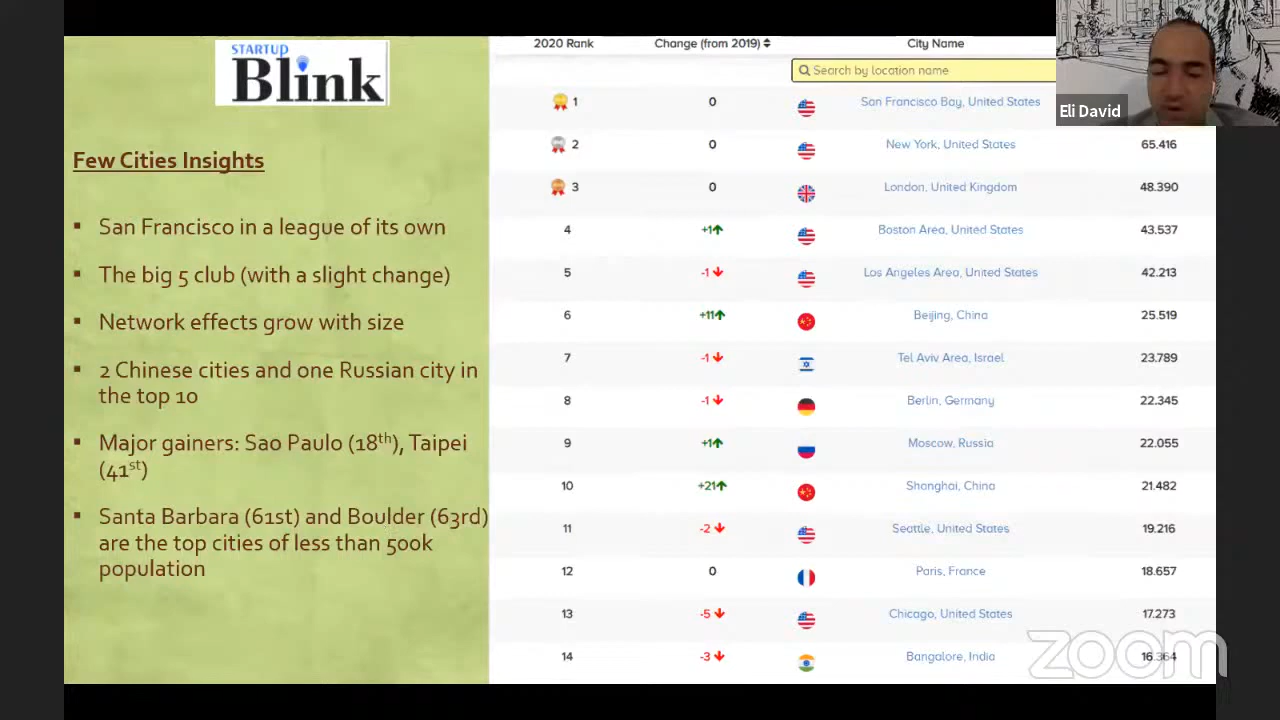 STARTUP
Blink
Few Cities Insights
▪ San Francisco in a league of its own
▪ The big 5 club (with a slight change)
▪ Network effects grow with size
▪ 2 Chinese cities and one Russian city in
the top 10
▪ Major gainers: Sao Paulo (18th), Taipei
(41st)
▪ Santa Barbara (61st) and Boulder (63rd)
are the top cities of less than 500k
population
2020 Rank Change (from 2019) City Name
Search by location name
1 0 San Francisco Bay, United States
2 0 New York, United States 65.416
3 0 London, United Kingdom 48.390
4 +1↑ Boston Area, United States 43.537
5 -1↓ Los Angeles Area, United States 42.213
6 +11↑ Beijing, China 25.519
7 -1↓ Tel Aviv Area, Israel 23.789
8 -1↓ Berlin, Germany 22.345
9 +1↑ Moscow, Russia 22.055
10 +21↑ Shanghai, China 21.482
11 -2↓ Seattle, United States 19.216
12 0 Paris, France 18.657
13 -5↓ Chicago, United States 17.273
14 -3↓ Bangalore, India 16.364
Eli David
zoom